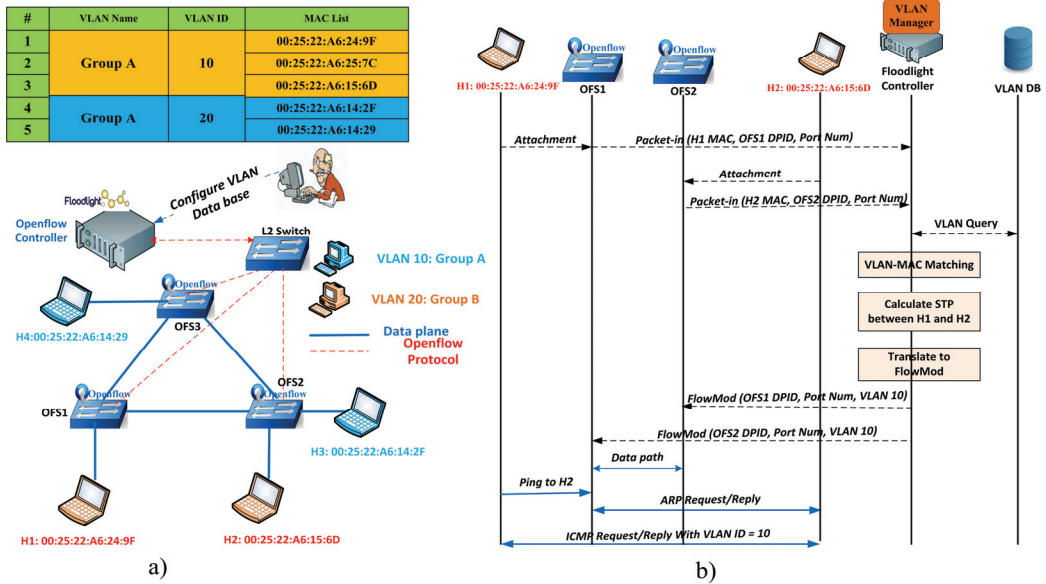 # VLAN Name VLAN ID MAC List
1 00:25:22:A6:24:9F
2 Group A 10 00:25:22:A6:25:7C
3 00:25:22:A6:15:6D
4 Group A 20 00:25:22:A6:14:2F
5 00:25:22:A6:14:29
Configure VLAN
Data base
Floodlight
Openflow
Controller
L2 Switch
VLAN 10: Group A
VLAN 20: Group B
Openflow
OFS3
H4:00:25:22:A6:14:29
Data plane
Openflow
Protocol
OFS2
Openflow
Openflow
OFS1
H3: 00:25:22:A6:14:2F
H1: 00:25:22:A6:24:9F
H2: 00:25:22:A6:15:6D
a)
VLAN
Manager
Openflow
Openflow
H1: 00:25:22:A6:24:9F
OFS1
OFS2
H2: 00:25:22:A6:15:6D
Floodlight
Controller
VLAN DB
Attachment
Packet-in (H1 MAC, OFS1 DPID, Port Num)
Attachment
Packet-in (H2 MAC, OFS2 DPID, Port Num)
VLAN Query
VLAN-MAC Matching
Calculate STP
between H1 and H2
Translate to
FlowMod
FlowMod (OFS1 DPID, Port Num, VLAN 10)
FlowMod (OFS2 DPID, Port Num, VLAN 10)
Data path
Ping to H2
ARP Request/Reply
ICMP Request/Reply With VLAN ID = 10
b)